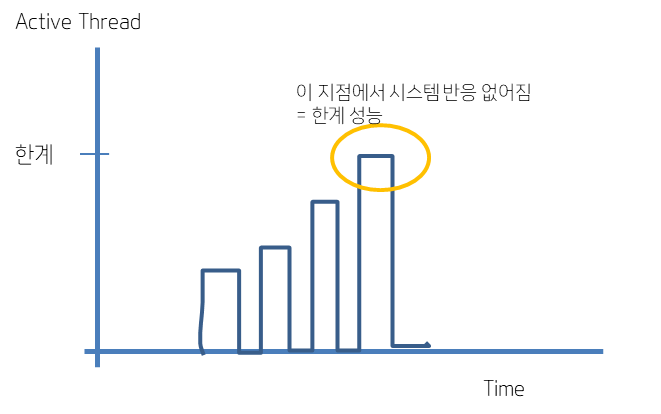 Active Thread
이 지점에서 시스템 반응 없어짐
= 한계 성능
한계
Time